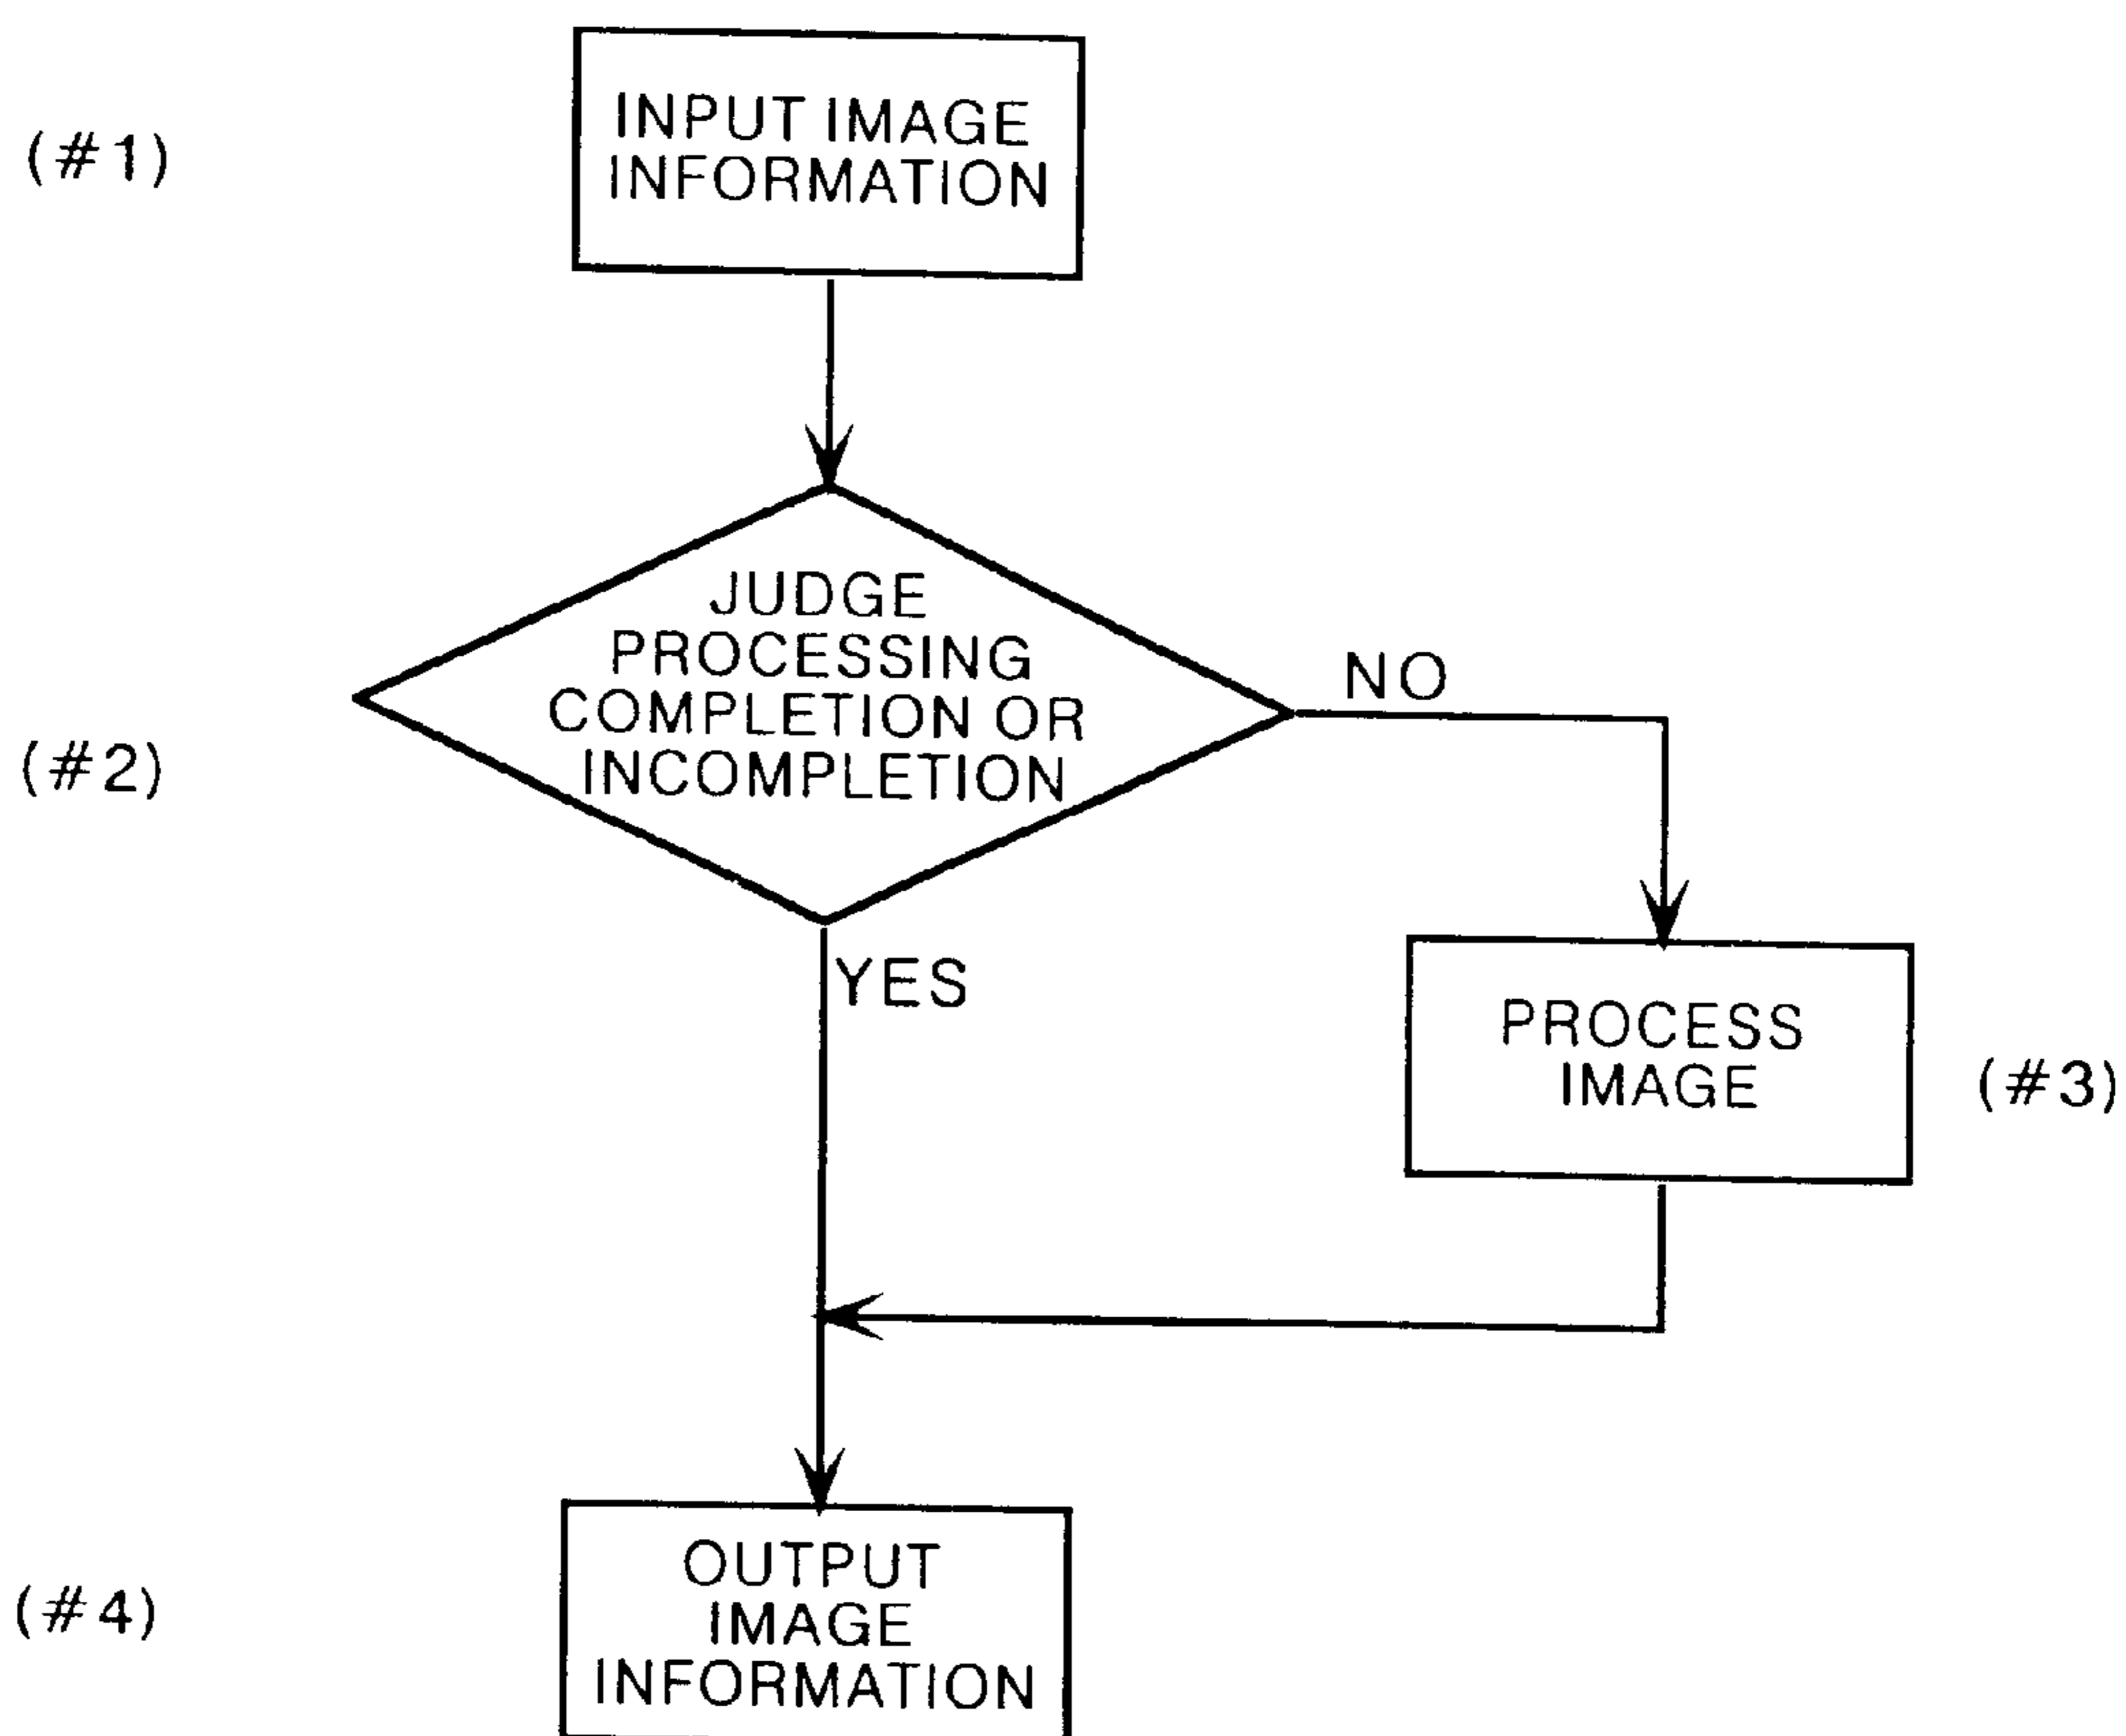 (#1)
INPUT IMAGE
INFORMATION
(#2)
JUDGE
PROCESSING
COMPLETION OR
INCOMPLETION
NO
YES
PROCESS
IMAGE
(#3)
(#4)
OUTPUT
IMAGE
INFORMATION